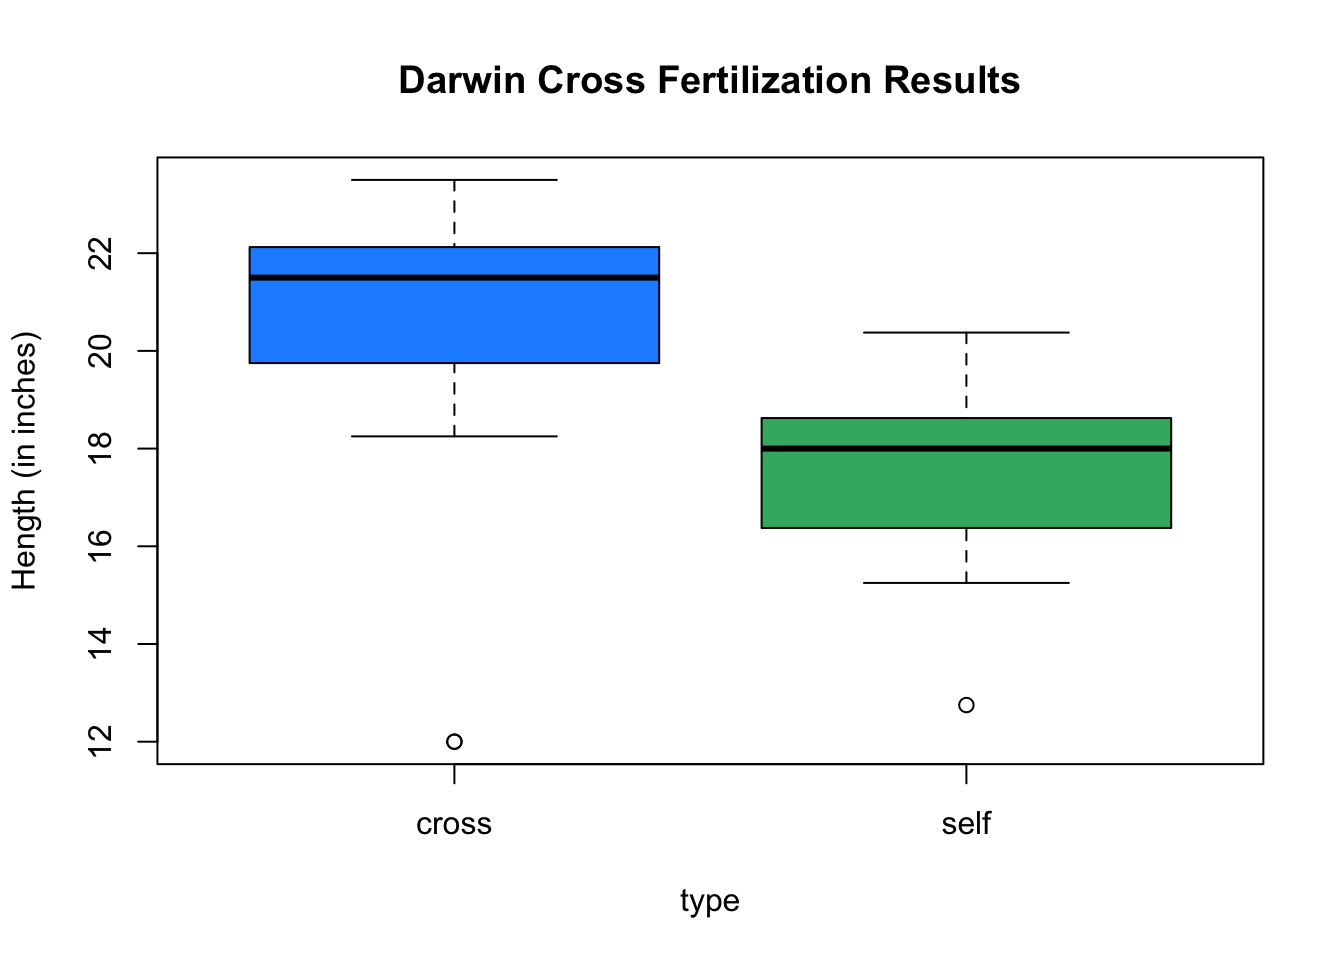 Darwin Cross Fertilization Results
Hength (in inches)
22
20
18
16
14
12
cross
self
type